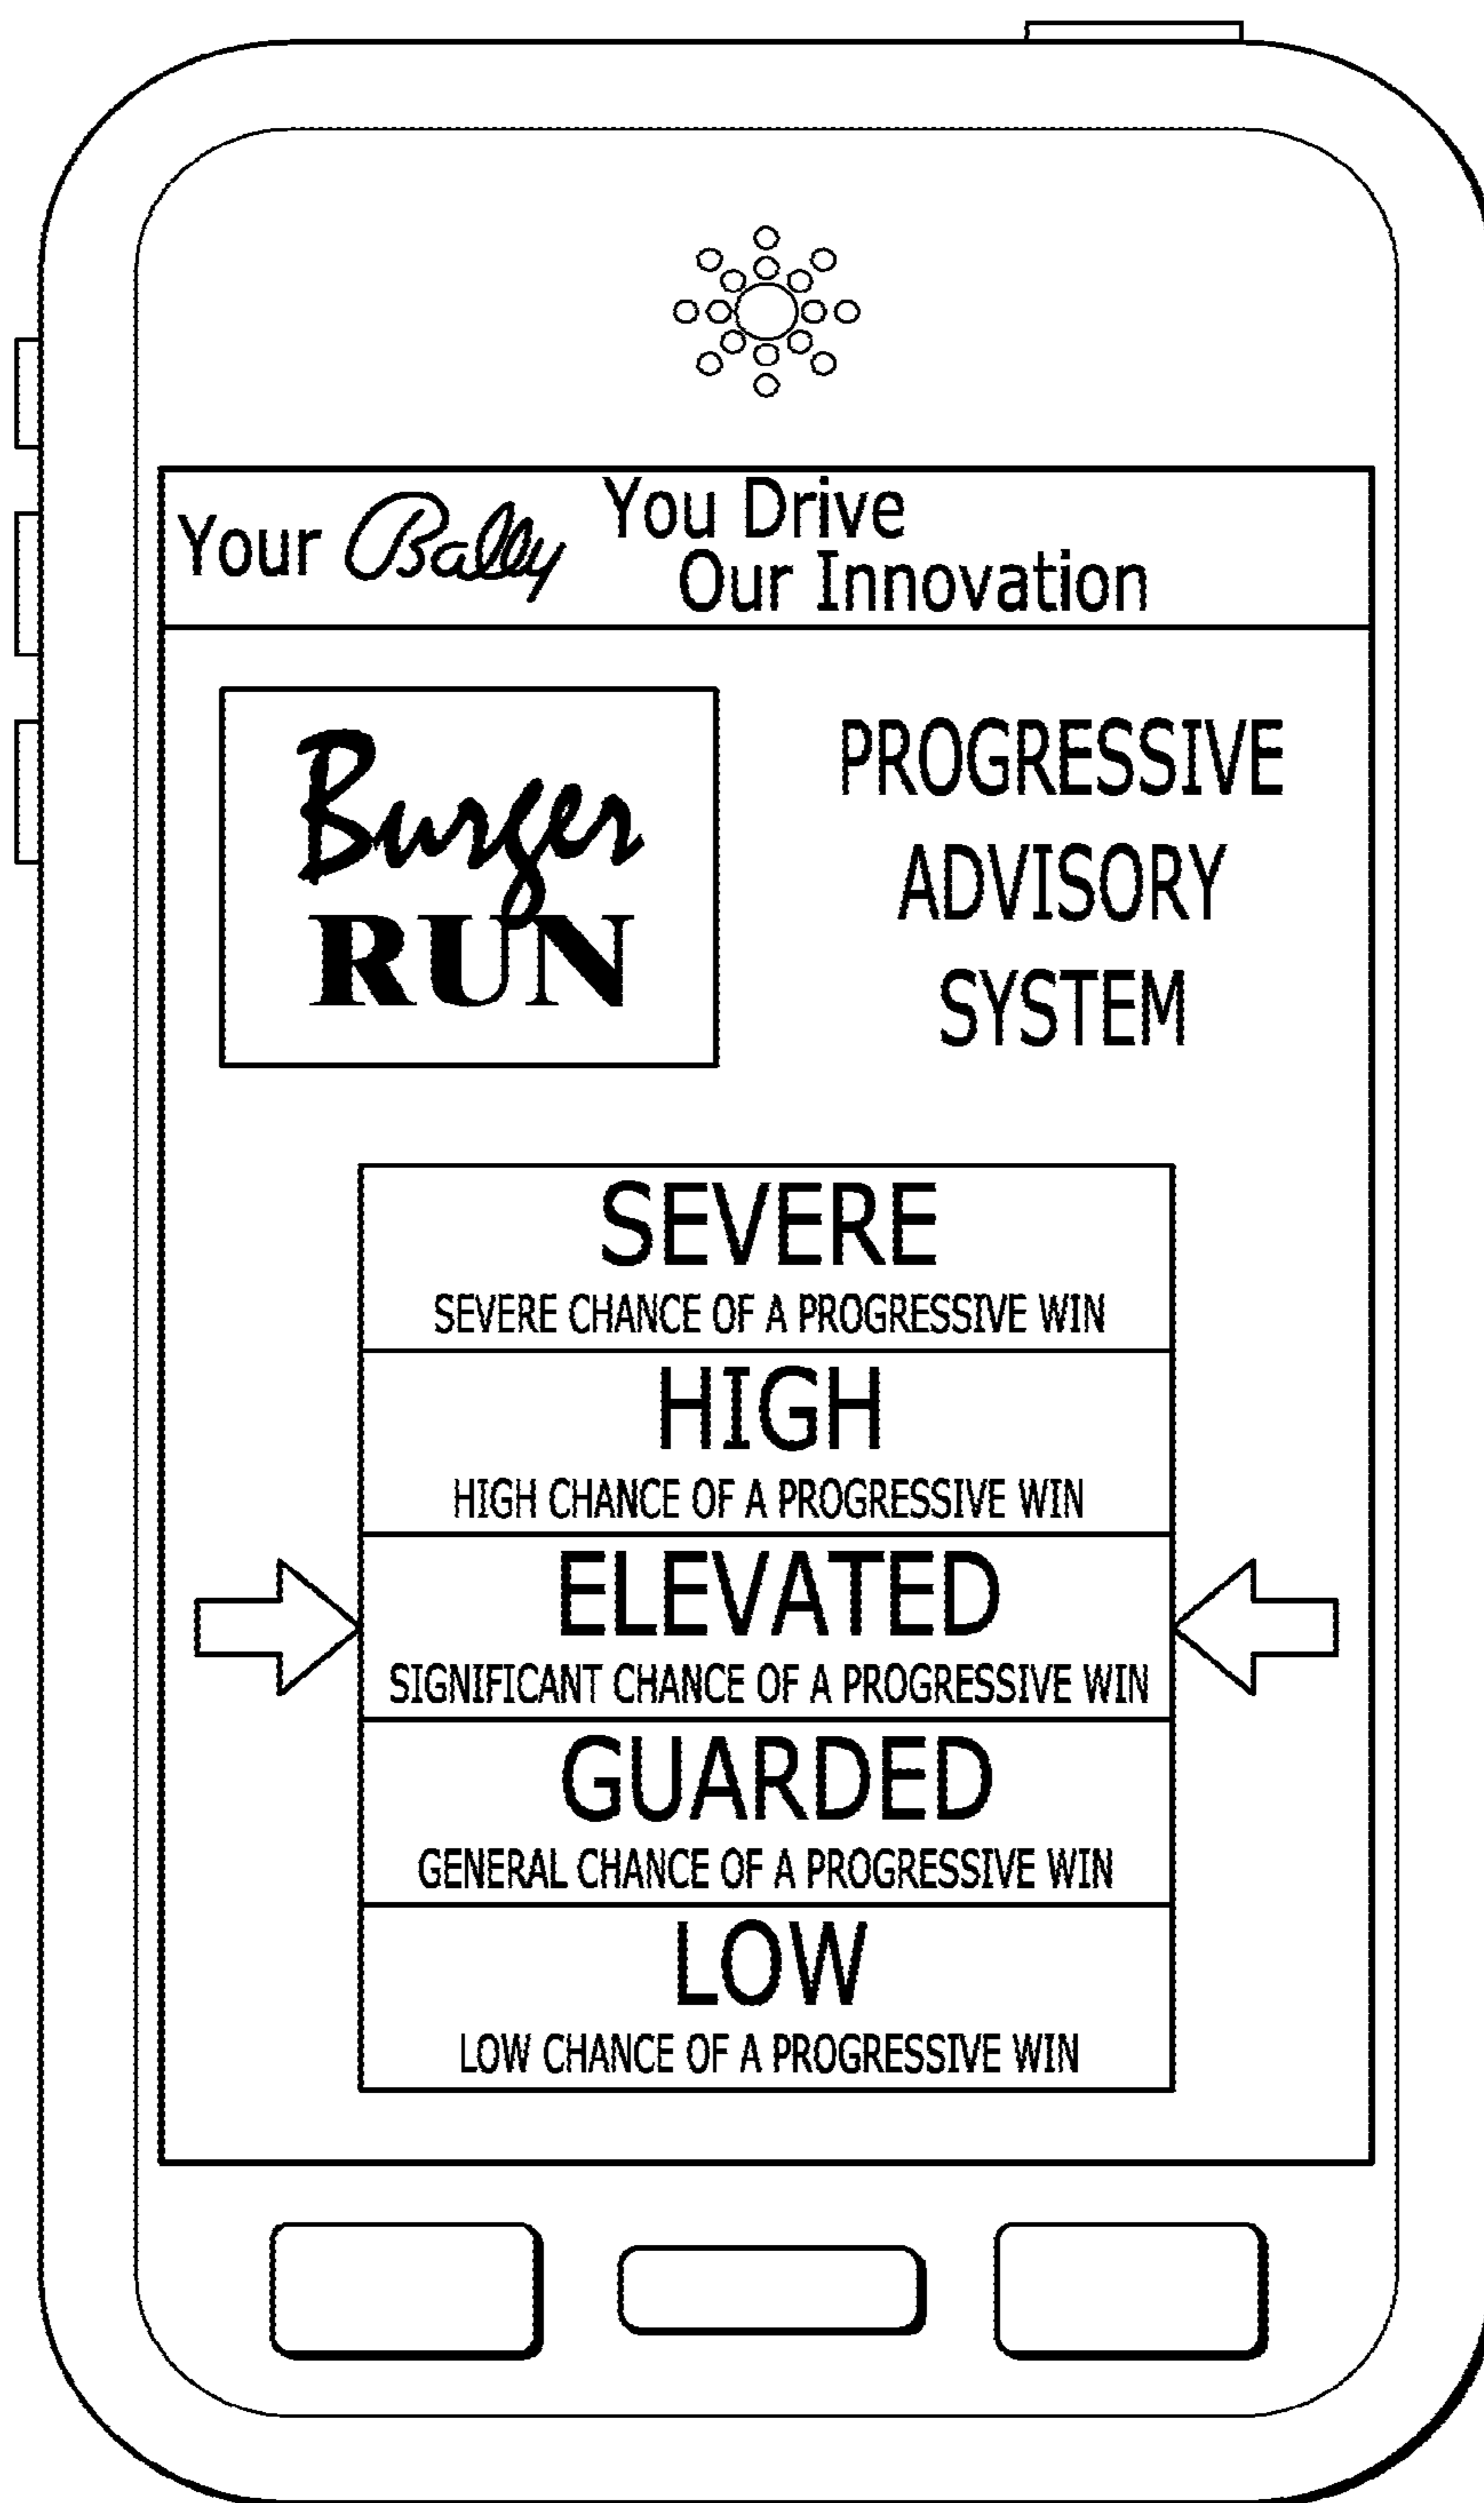 Your Bally
You Drive
Our Innovation
Burger
RUN
PROGRESSIVE
ADVISORY
SYSTEM
SEVERE
SEVERE CHANCE OF A PROGRESSIVE WIN
HIGH
HIGH CHANCE OF A PROGRESSIVE WIN
ELEVATED
SIGNIFICANT CHANCE OF A PROGRESSIVE WIN
GUARDED
GENERAL CHANCE OF A PROGRESSIVE WIN
LOW
LOW CHANCE OF A PROGRESSIVE WIN